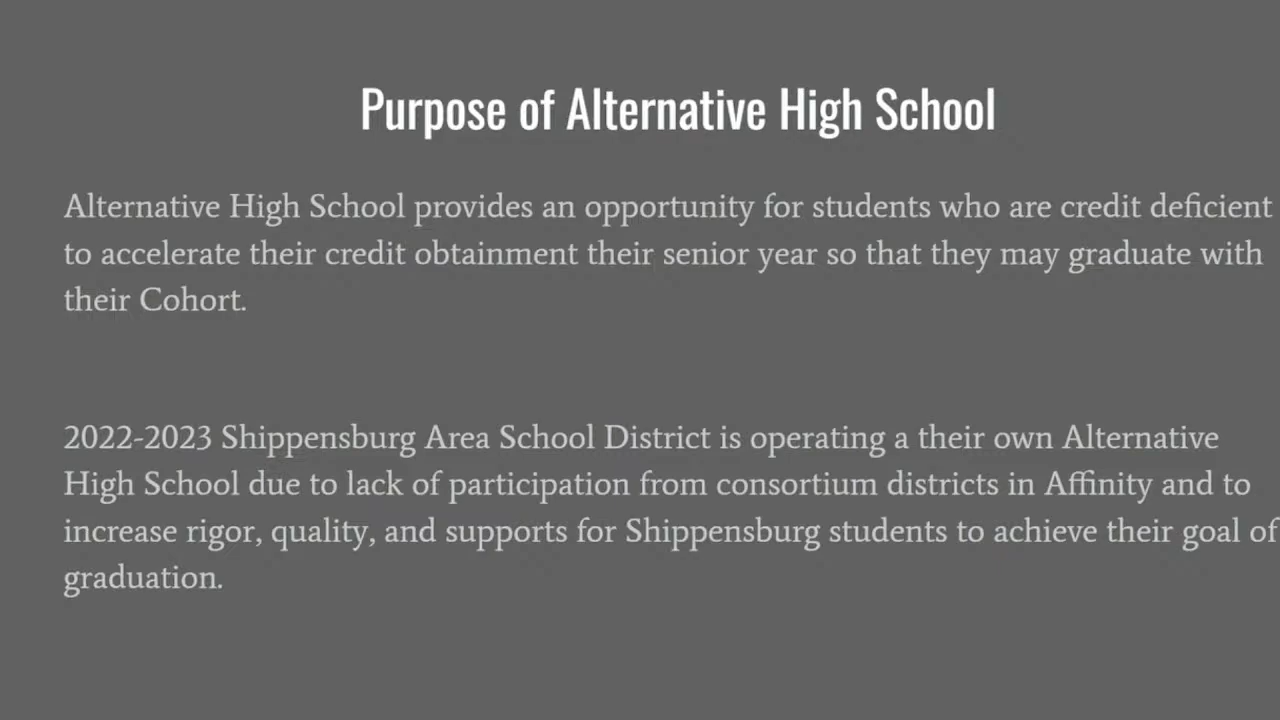 Purpose of Alternative High School
Alternative High School provides an opportunity for students who are credit deficient
to accelerate their credit obtainment their senior year so that they may graduate with
their Cohort.
2022-2023 Shippensburg Area School District is operating a their own Alternative
High School due to lack of participation from consortium districts in Affinity and to
increase rigor, quality, and supports for Shippensburg students to achieve their goal of
graduation.